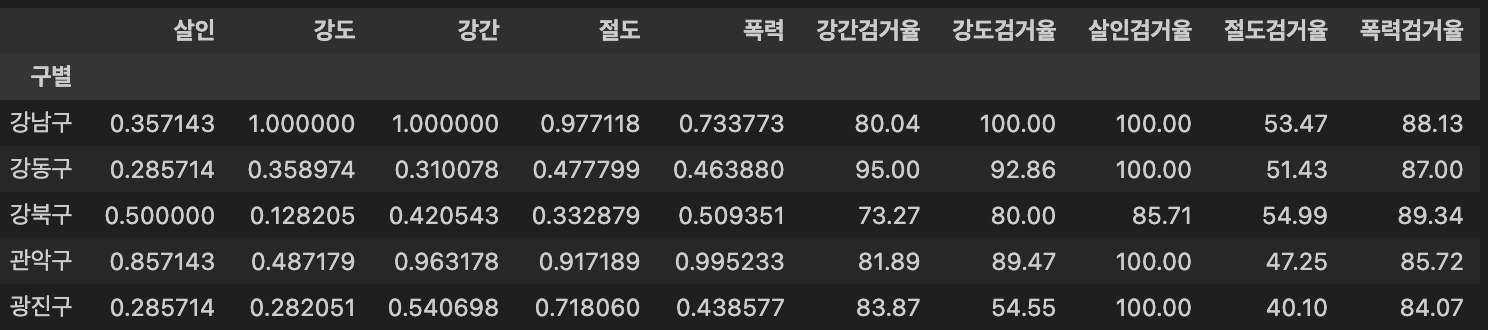 살인 강도 강간 절도 폭력 강간검거율 강도검거율 살인검거율 절도검거율 폭력검거율
구별
강남구 0.357143 1.000000 1.000000 0.977118 0.733773 80.04 100.00 100.00 53.47 88.13
강동구 0.285714 0.358974 0.310078 0.477799 0.463880 95.00 92.86 100.00 51.43 87.00
강북구 0.500000 0.128205 0.420543 0.332879 0.509351 73.27 80.00 85.71 54.99 89.34
관악구 0.857143 0.487179 0.963178 0.917189 0.995233 81.89 89.47 100.00 47.25 85.72
광진구 0.285714 0.282051 0.540698 0.718060 0.438577 83.87 54.55 100.00 40.10 84.07